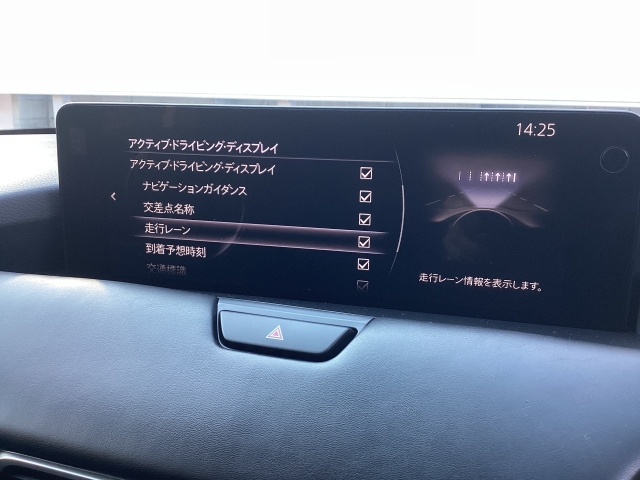 14:25
アクティブ・ドライビング・ディスプレイ
アクティブ・ドライビング・ディスプレイ
ナビゲーションガイダンス
交差点名称
走行レーン
到着予想時刻
交通標識
走行レーン情報を表示します。